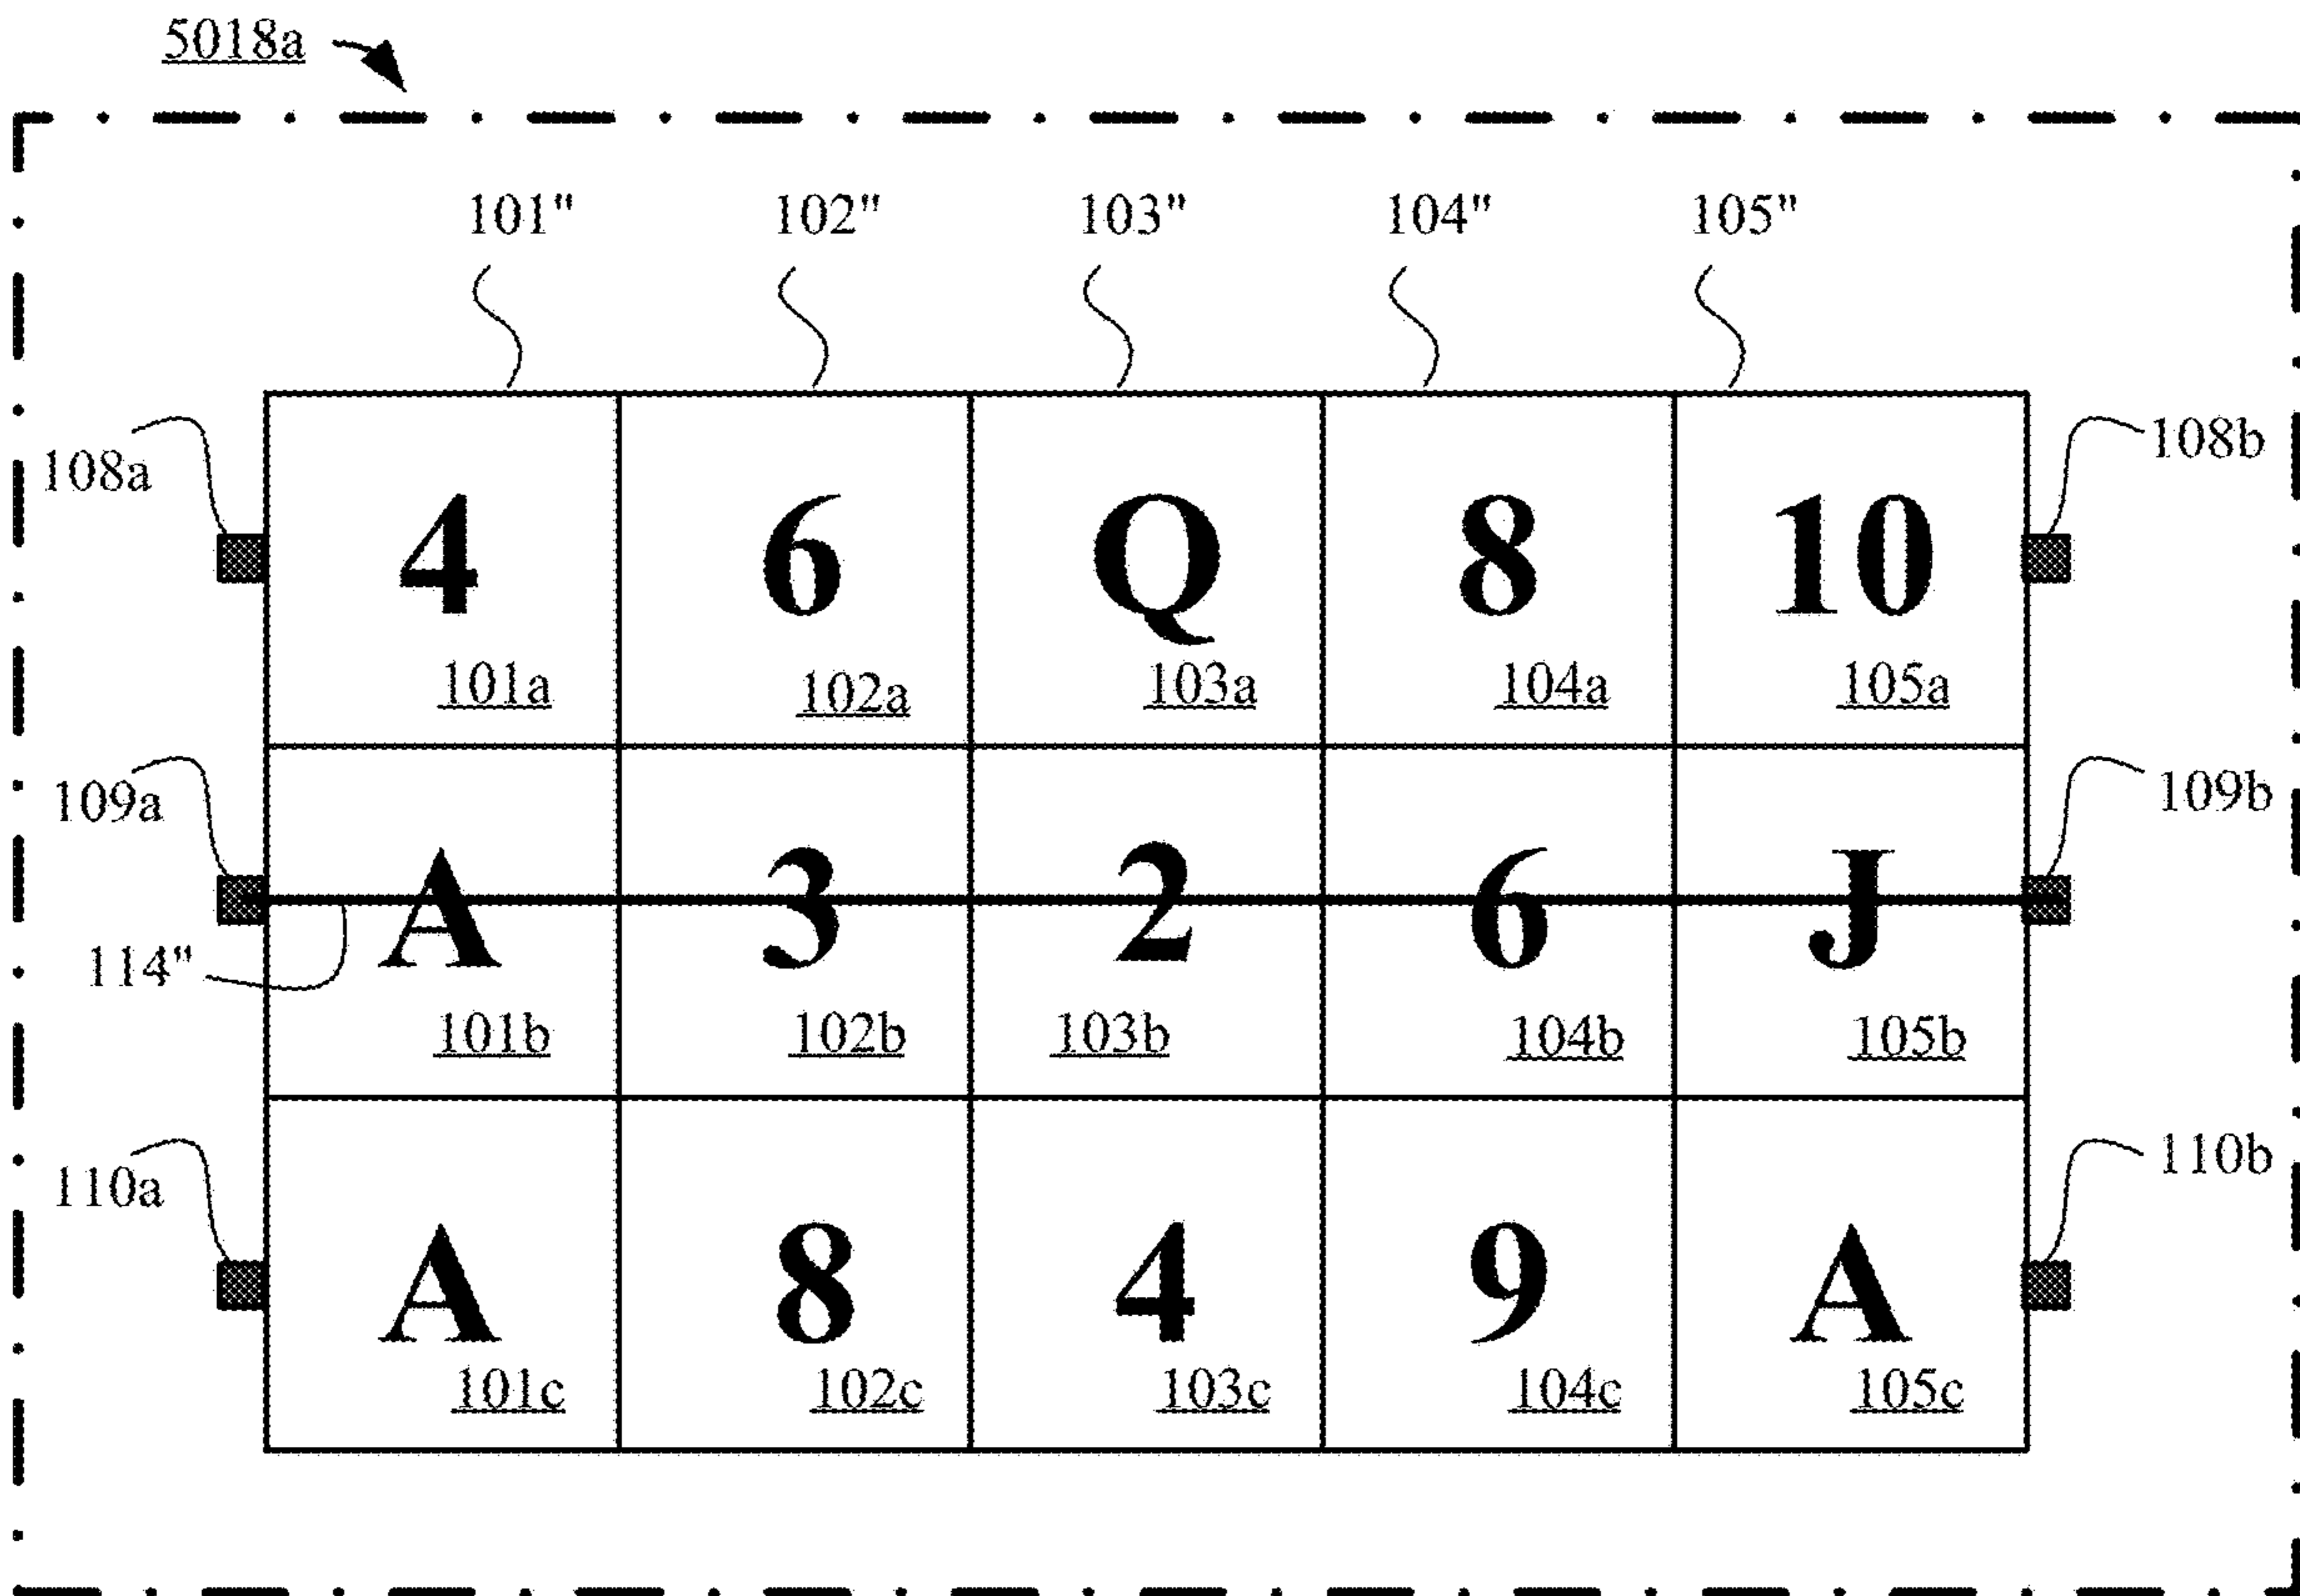 5018a
101" 102" 103" 104" 105"
108a 108b
4 6 Q 8 10
101a 102a 103a 104a 105a
109a 109b
A 3 2 6 J
114"
101b 102b 103b 104b 105b
110a 110b
A 8 4 9 A
101c 102c 103c 104c 105c